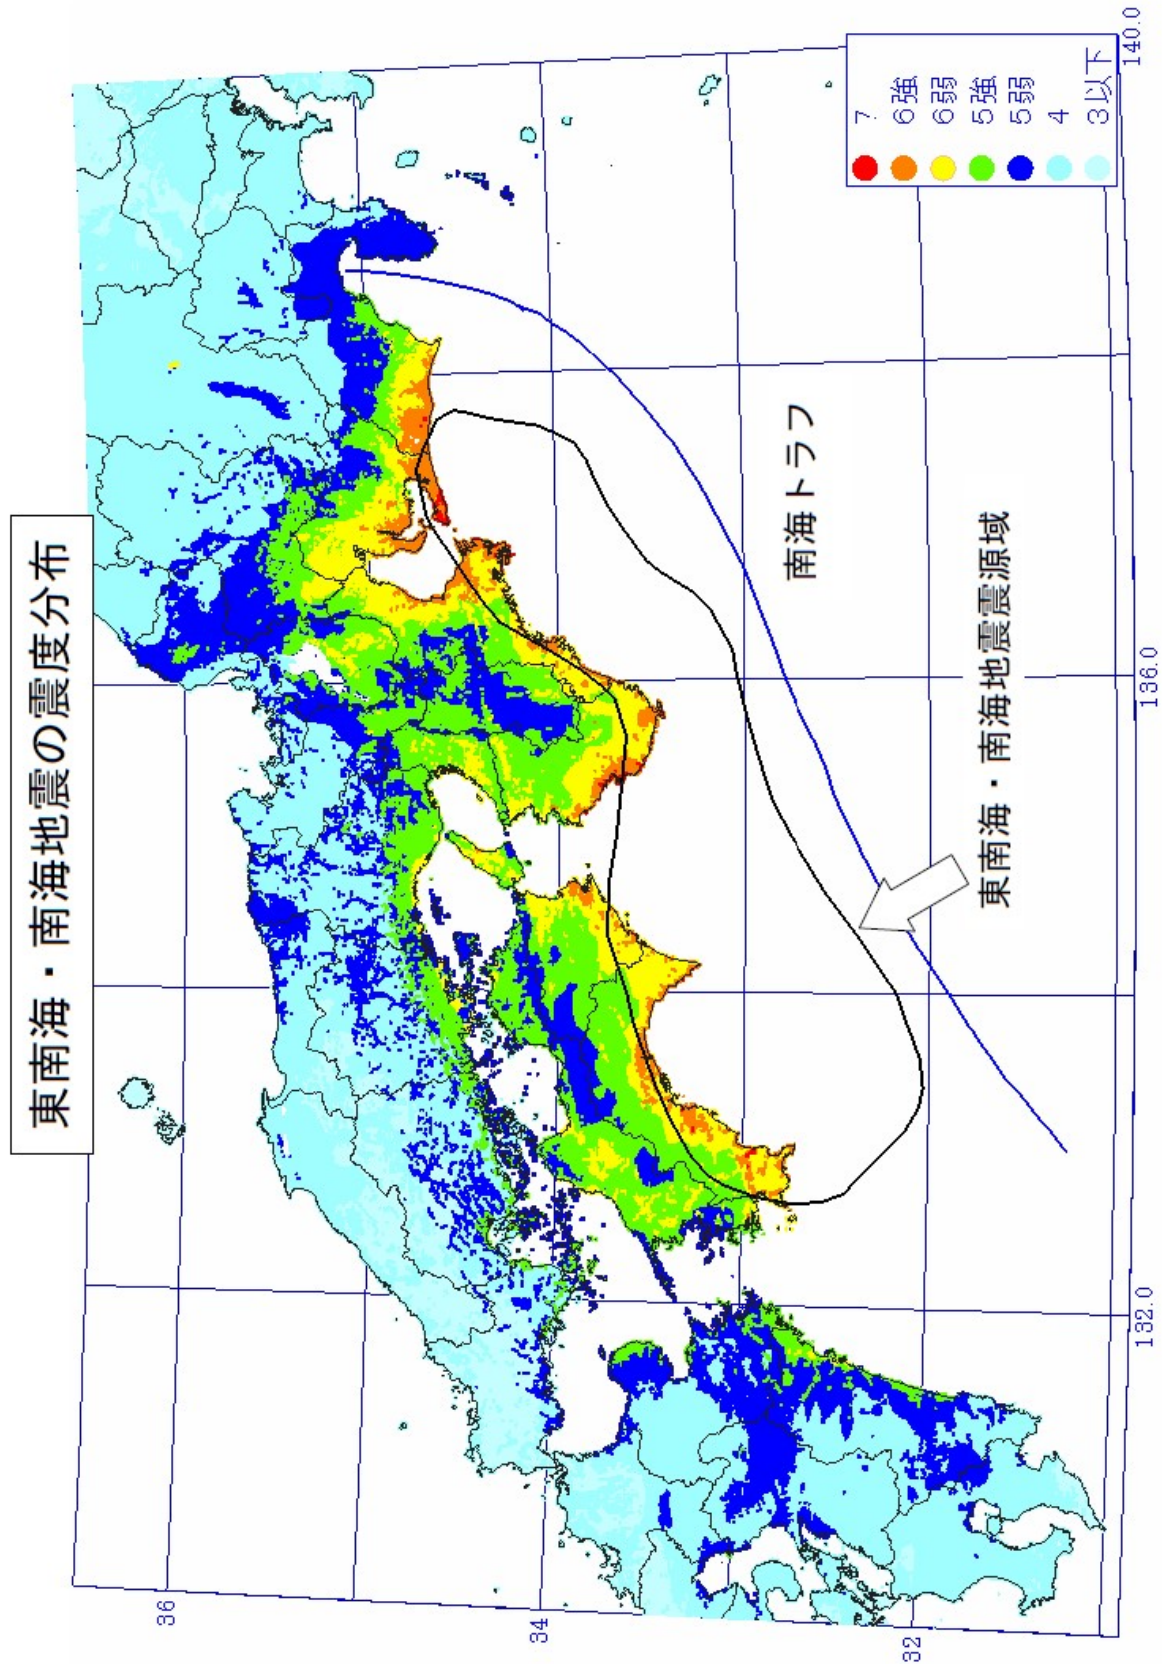 東南海・南海地震の震度分布
36
34
32
132.0
136.0
140.0
南海トラフ
東南海・南海地震震源域
7
6強
6弱
5強
5弱
4
3以下